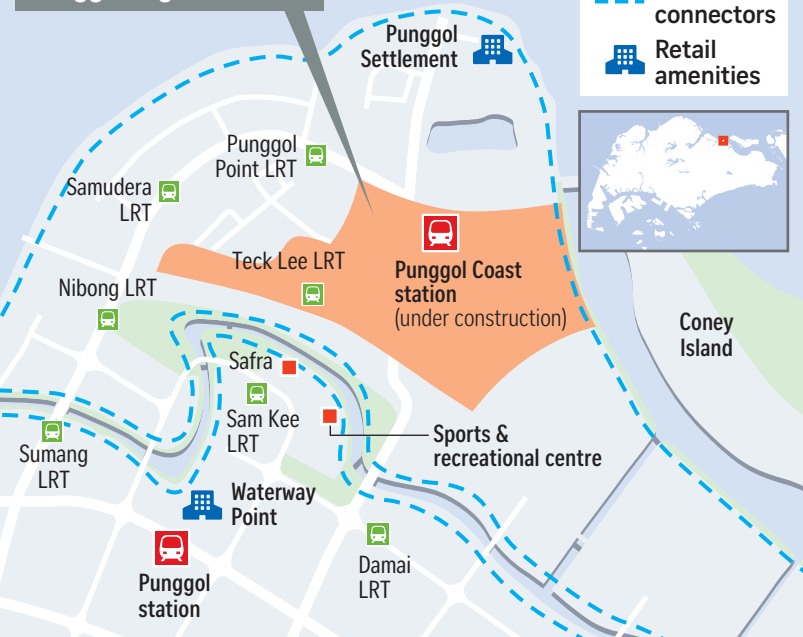 Punggol
Settlement
connectors
Retail
amenities
Punggol
Point LRT
Samudera
LRT
Teck Lee LRT
Punggol Coast
station
(under construction)
Nibong LRT
Coney
Island
Safra
Sam Kee
LRT
Sports &
recreational centre
Sumang
LRT
Waterway
Point
Damai
LRT
Punggol
station